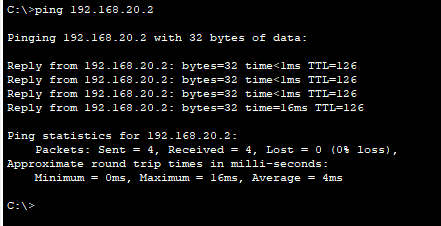 C:\>ping 192.168.20.2
Pinging 192.168.20.2 with 32 bytes of data:
Reply from 192.168.20.2: bytes=32 time<1ms TTL=126
Reply from 192.168.20.2: bytes=32 time<1ms TTL=126
Reply from 192.168.20.2: bytes=32 time<1ms TTL=126
Reply from 192.168.20.2: bytes=32 time=16ms TTL=126
Ping statistics for 192.168.20.2:
Packets: Sent = 4, Received = 4, Lost = 0 (0% loss),
Approximate round trip times in milli-seconds:
Minimum = 0ms, Maximum = 16ms, Average = 4ms
C:\>